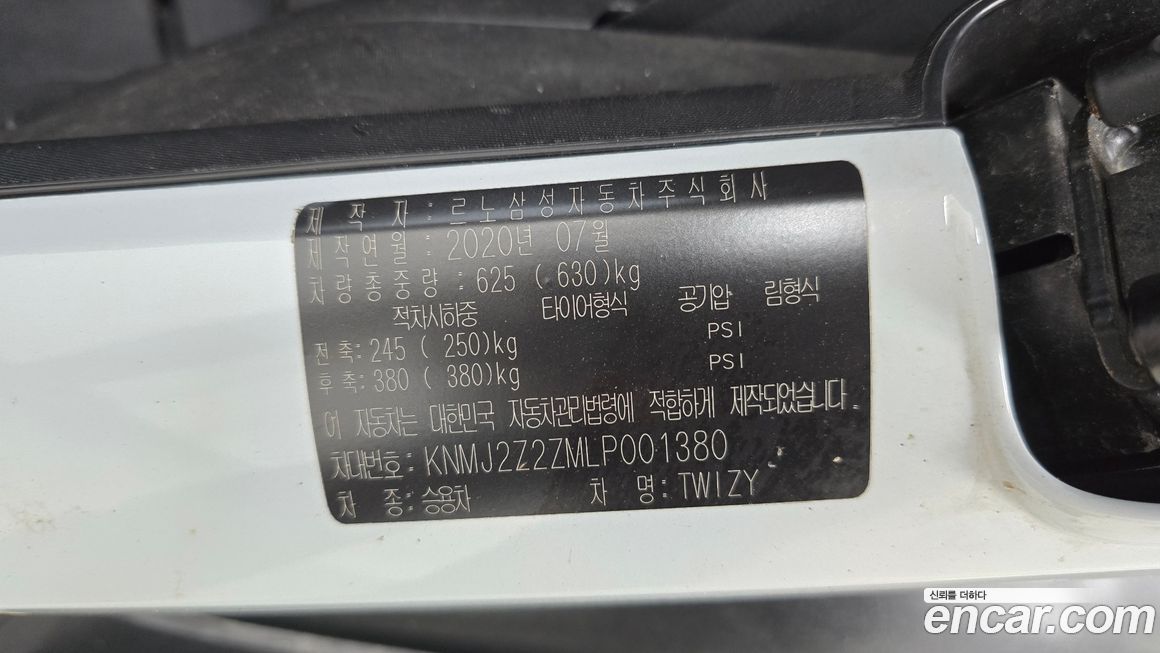 제 작 자 : 르노삼성자동차주식회사
제작연월 : 2020년 07월
차량총중량 : 625 ( 630)kg
적차시하중 타이어형식 공기압 림형식
전축: 245 ( 250)kg PSI
후축: 380 ( 380)kg PSI
이 자동차는 대한민국 자동차관리법령에 적합하게 제작되었습니다
차대번호: KNMJ2Z2ZMLP001380
차 종: 승용차 차 명: TWIZY
신뢰를 더하다
encar.com